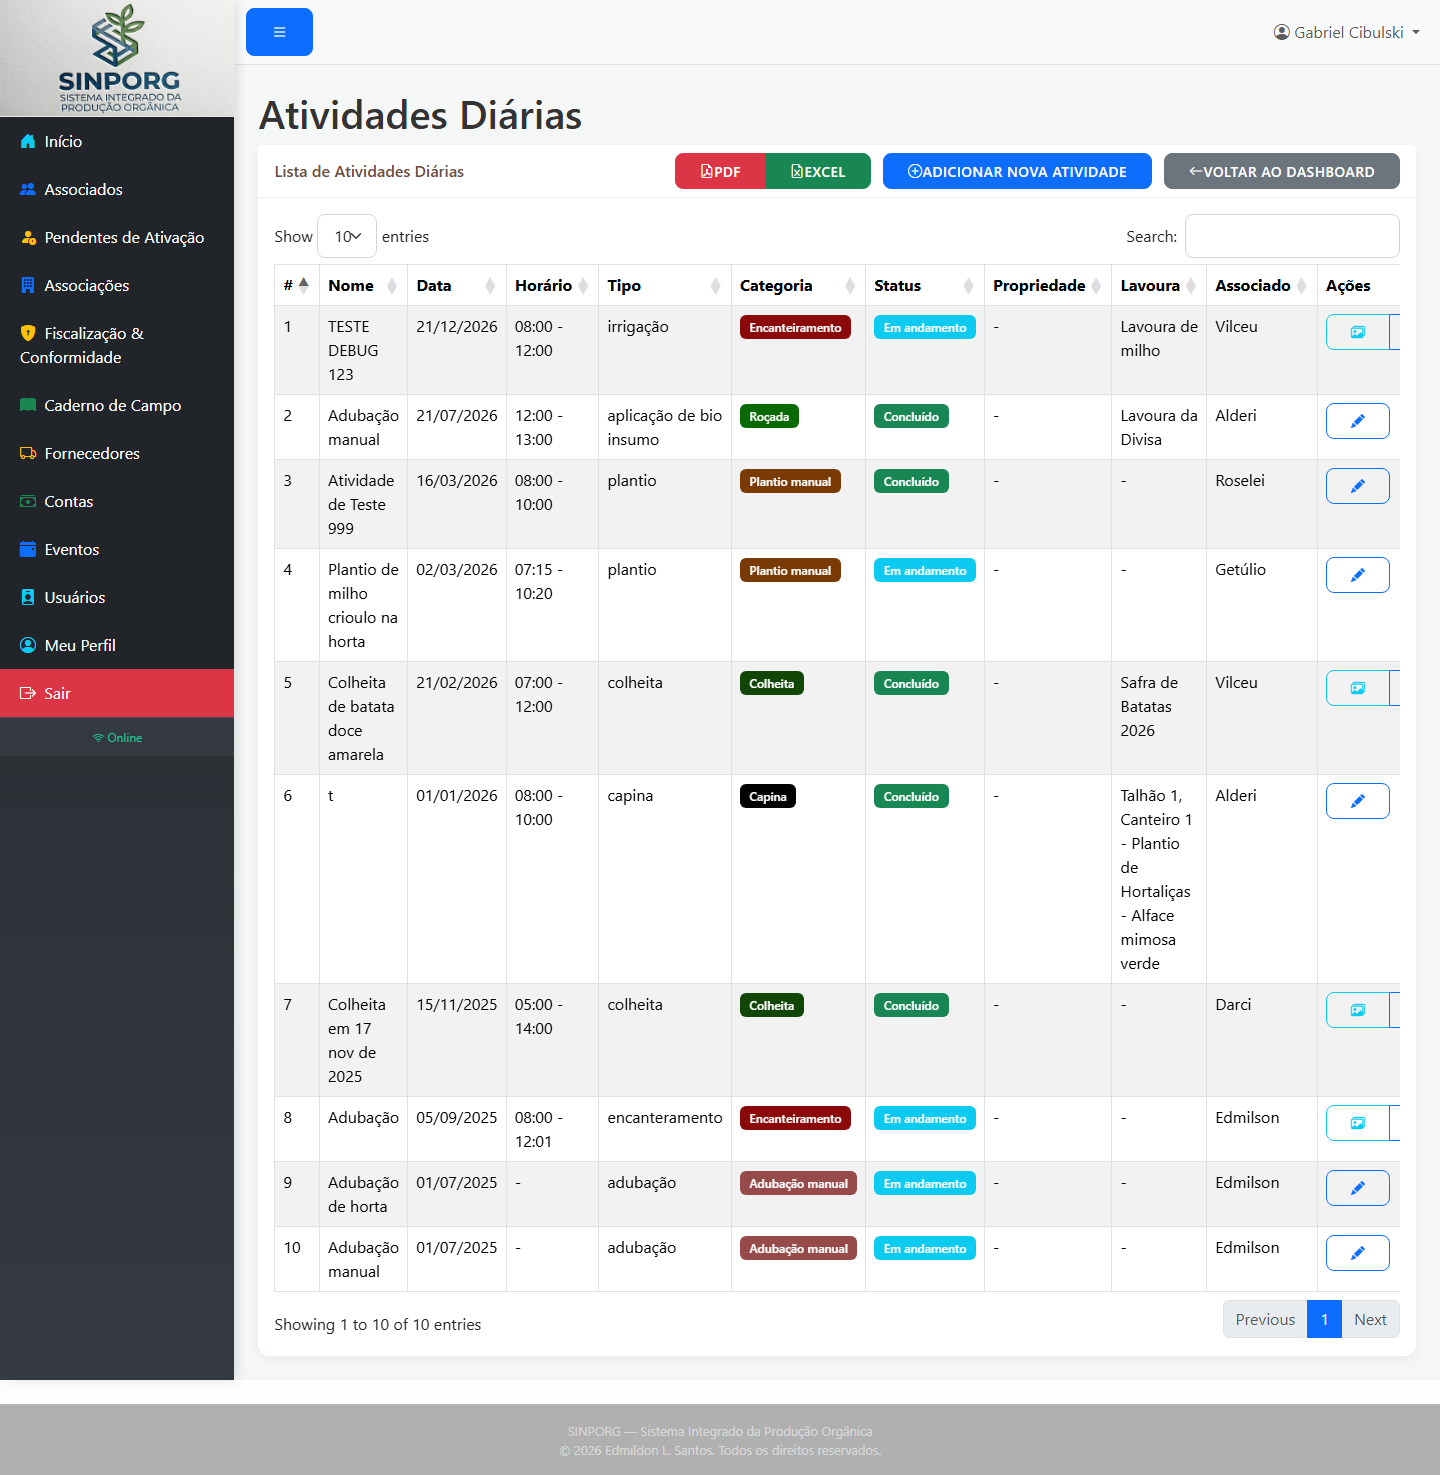 SINPORG
SISTEMA INTEGRADO DA
PRODUÇÃO ORGÂNICA
Início
Associados
Pendentes de Ativação
Associações
Fiscalização &
Conformidade
Caderno de Campo
Fornecedores
Contas
Eventos
Usuários
Meu Perfil
Sair
Online
Gabriel Cibulski
Atividades Diárias
Lista de Atividades Diárias
PDF EXCEL ADICIONAR NOVA ATIVIDADE VOLTAR AO DASHBOARD
Show 10 entries Search:
# Nome Data Horário Tipo Categoria Status Propriedade Lavoura Associado Ações
1 TESTE 21/12/2026 08:00 - irrigação Encanteiramento Em andamento - Lavoura de Vilceu
DEBUG 12:00 milho
123
2 Adubação 21/07/2026 12:00 - aplicação de bio Roçada Concluído - Lavoura da Alderi
manual 13:00 insumo Divisa
3 Atividade 16/03/2026 08:00 - plantio Plantio manual Concluído - - Roselei
de Teste 10:00
999
4 Plantio de 02/03/2026 07:15 - plantio Plantio manual Em andamento - - Getúlio
milho 10:20
crioulo na
horta
5 Colheita 21/02/2026 07:00 - colheita Colheita Concluído - Safra de Vilceu
de batata 12:00 Batatas
doce 2026
amarela
6 t 01/01/2026 08:00 - capina Capina Concluído - Talhão 1, Alderi
10:00 Canteiro 1
- Plantio
de
Hortaliças
- Alface
mimosa
verde
7 Colheita 15/11/2025 05:00 - colheita Colheita Concluído - - Darci
em 17 14:00
nov de
2025
8 Adubação 05/09/2025 08:00 - encanteramento Encanteiramento Em andamento - - Edmilson
12:01
9 Adubação 01/07/2025 - adubação Adubação manual Em andamento - - Edmilson
de horta
10 Adubação 01/07/2025 - adubação Adubação manual Em andamento - - Edmilson
manual
Showing 1 to 10 of 10 entries Previous 1 Next
SINPORG — Sistema Integrado da Produção Orgânica
© 2026 Edmildon L. Santos. Todos os direitos reservados.